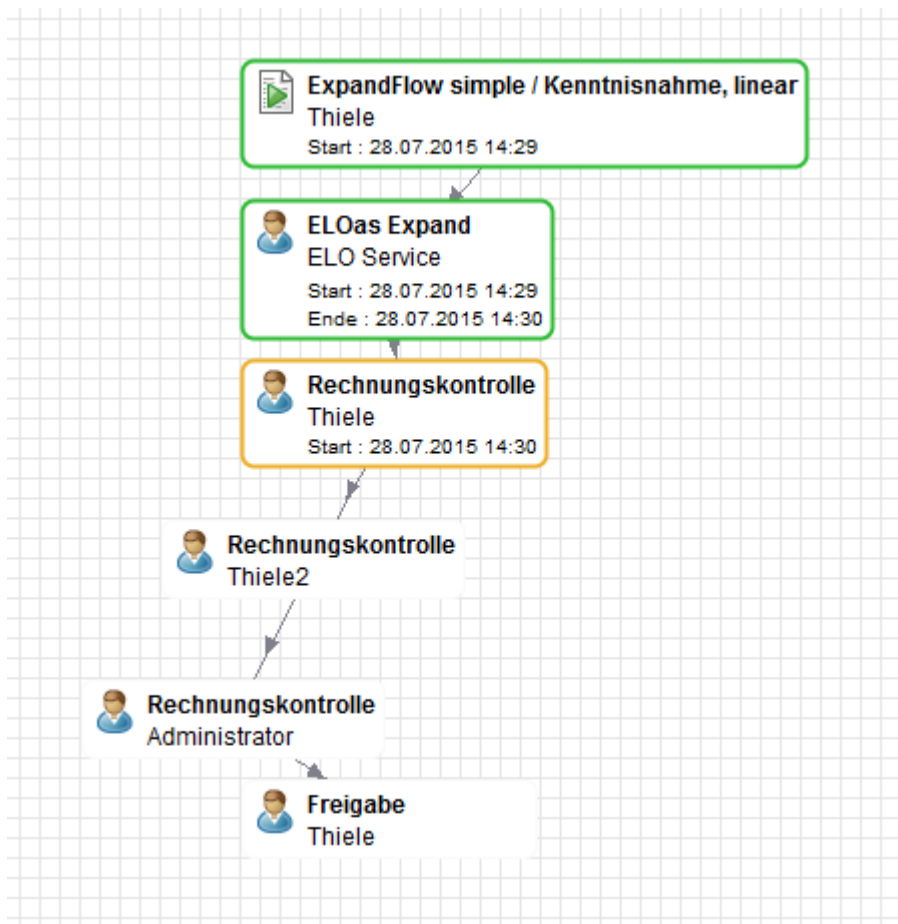 ExpandFlow simple / Kenntnisnahme, linear
Thiele
Start : 28.07.2015 14:29
ELOas Expand
ELO Service
Start : 28.07.2015 14:29
Ende : 28.07.2015 14:30
Rechnungskontrolle
Thiele
Start : 28.07.2015 14:30
Rechnungskontrolle
Thiele2
Rechnungskontrolle
Administrator
Freigabe
Thiele